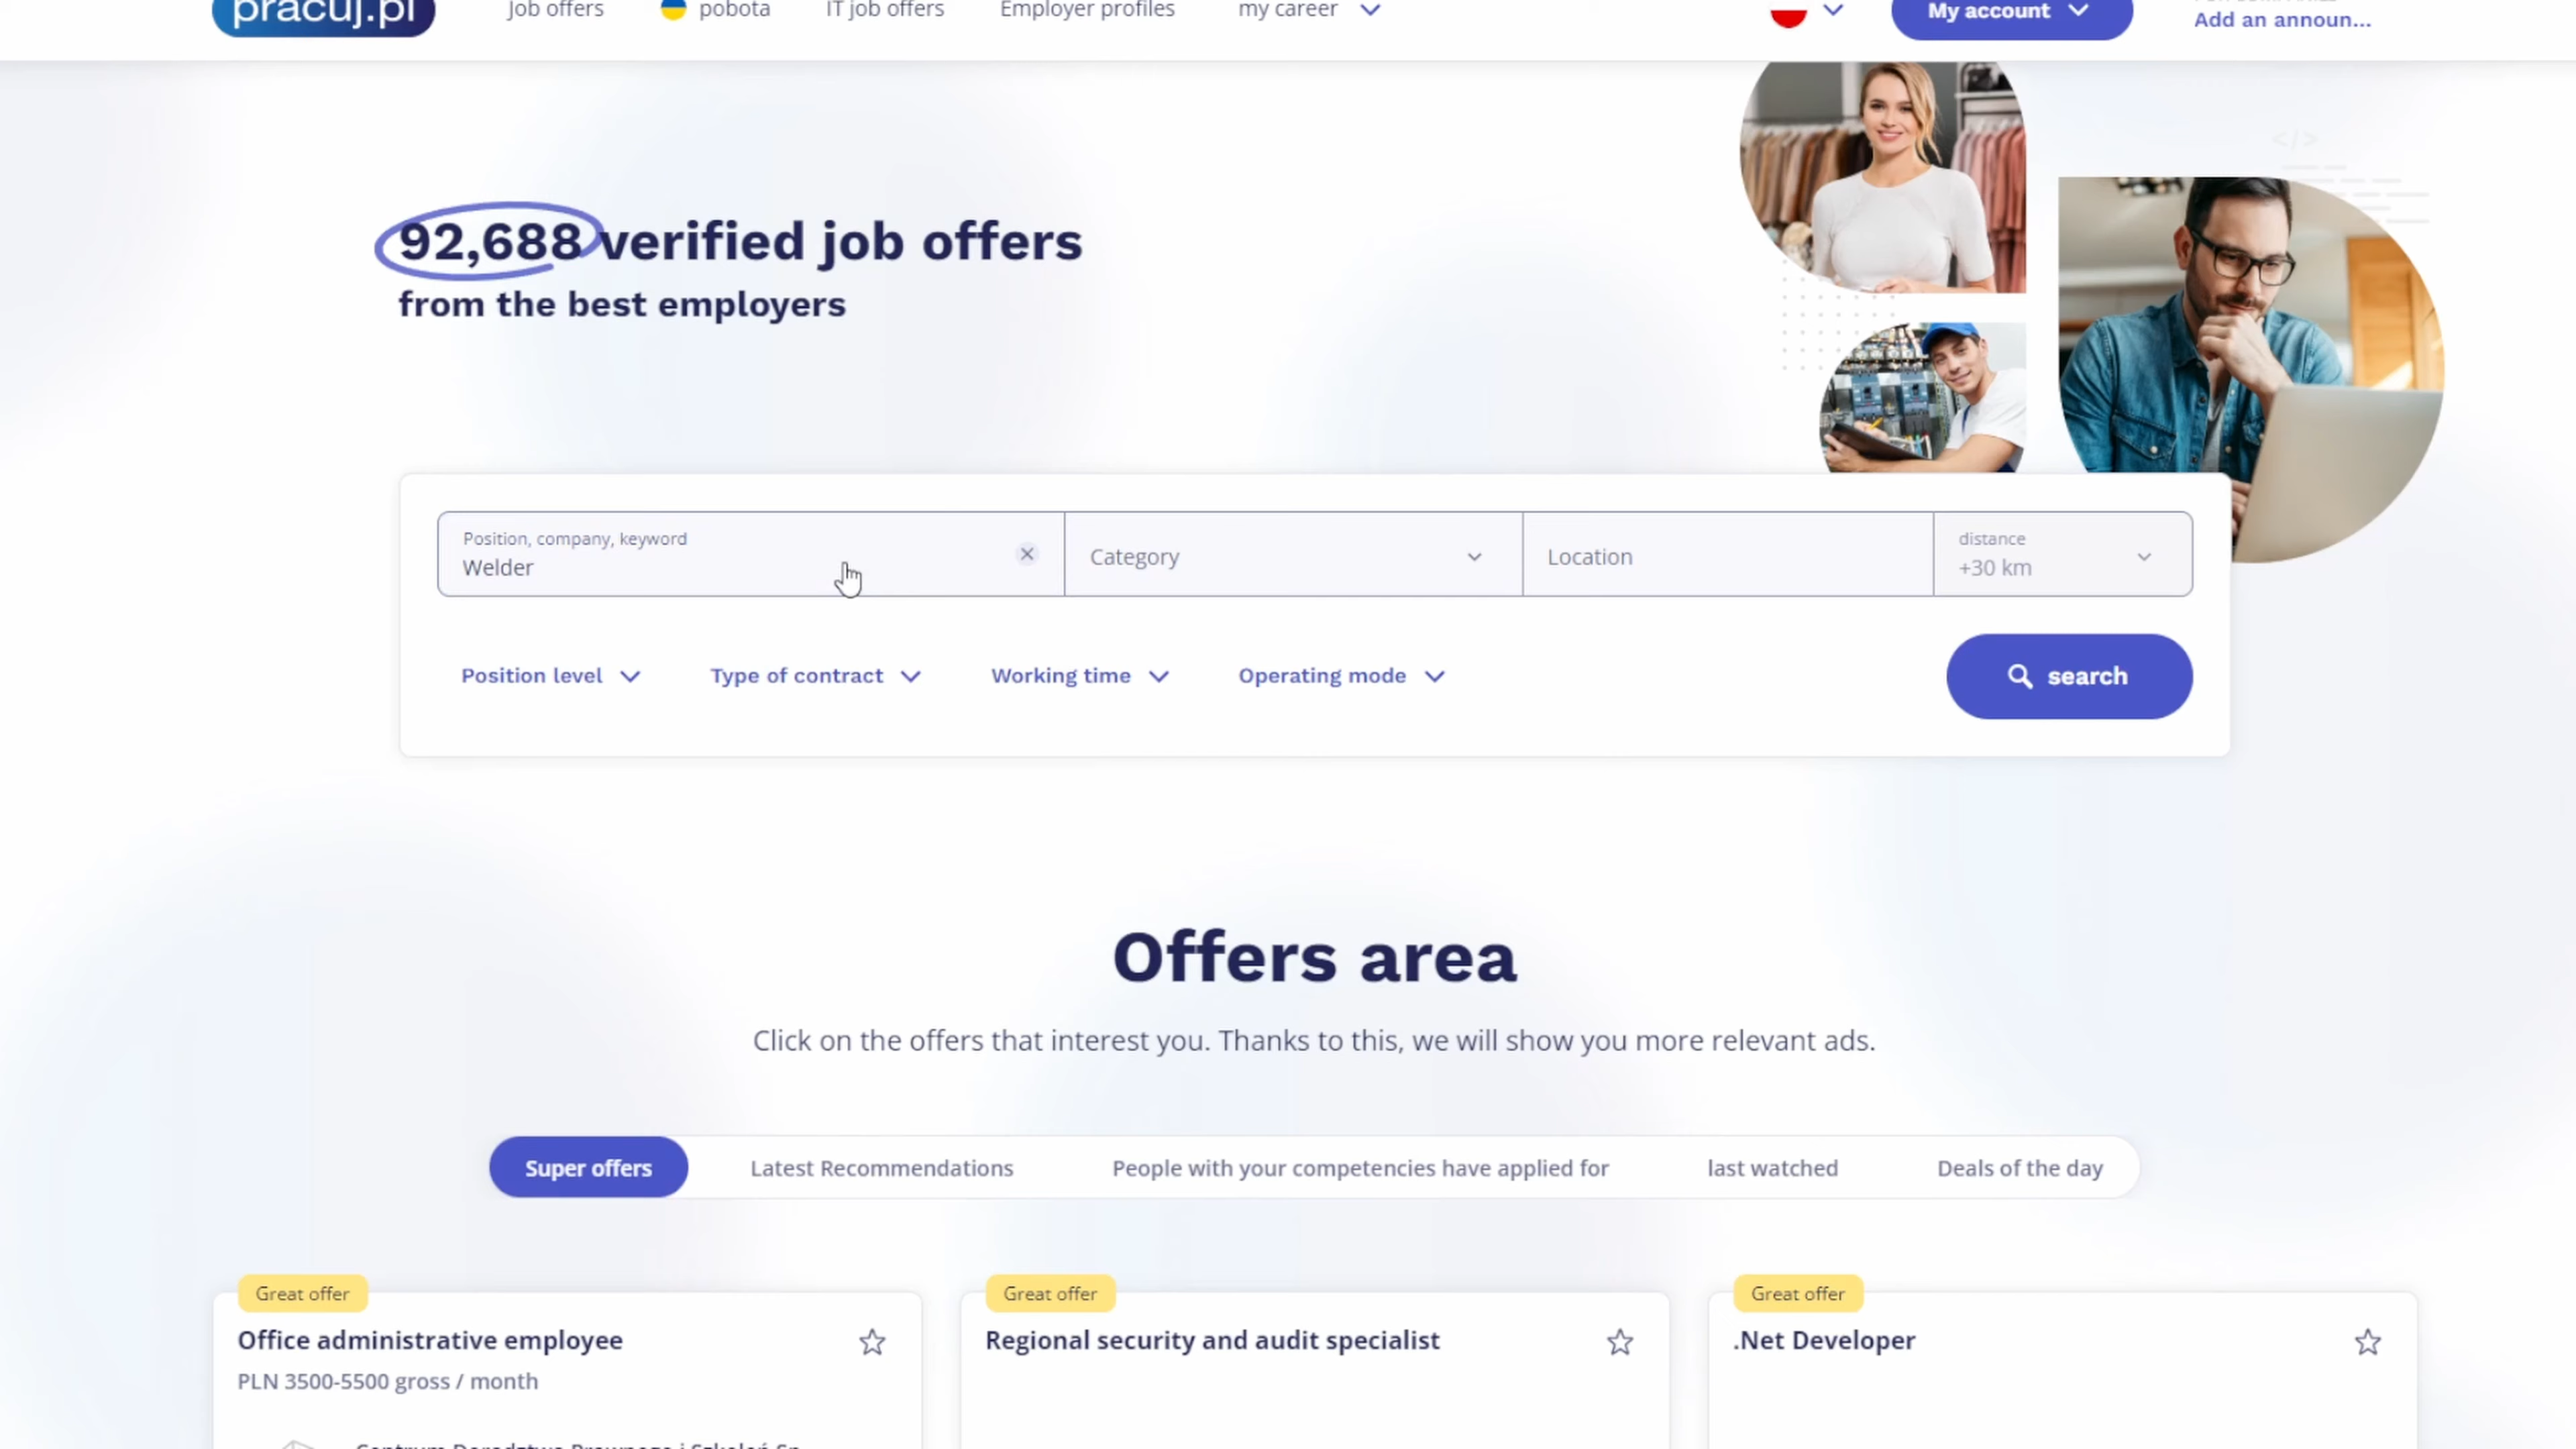 pracuj.pl
Job offers
pobota
IT job offers
Employer profiles
my career
My account
Add an announ...
92,688 verified job offers
from the best employers
Position, company, keyword
Welder
Category
Location
distance
+30 km
Position level
Type of contract
Working time
Operating mode
search
Offers area
Click on the offers that interest you. Thanks to this, we will show you more relevant ads.
Super offers
Latest Recommendations
People with your competencies have applied for
last watched
Deals of the day
Great offer
Great offer
Great offer
Office administrative employee
Regional security and audit specialist
.Net Developer
PLN 3500-5500 gross / month